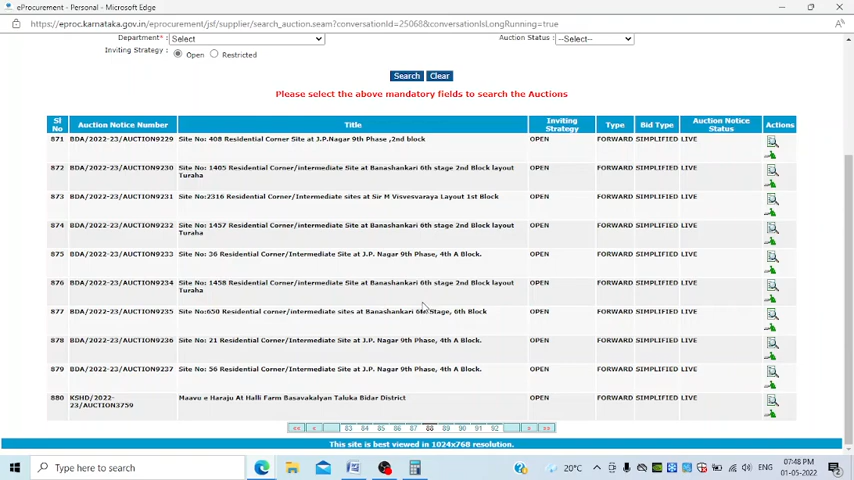 eProcurement - Personal - Microsoft Edge
https://eproc.karnataka.gov.in/eprocurement/jsf/supplier/search_auction.seam?conversationId=25068&conversationIsLongRunning=true
Department* : Select Auction Status : --Select--
Inviting Strategy : Open Restricted
Search Clear
Please select the above mandatory fields to search the Auctions
Sl No Auction Notice Number Title Inviting Strategy Type Bid Type Auction Notice Status Actions
871 BDA/2022-23/AUCTION9229 Site No: 408 Residential Corner Site at J.P.Nagar 9th Phase ,2nd block OPEN FORWARD SIMPLIFIED LIVE
872 BDA/2022-23/AUCTION9230 Site No: 1405 Residential Corner/intermediate Site at Banashankari 6th stage 2nd Block layout OPEN FORWARD SIMPLIFIED LIVE
Turaha
873 BDA/2022-23/AUCTION9231 Site No:2316 Residential Corner/Intermediate sites at Sir M Visvesvaraya Layout 1st Block OPEN FORWARD SIMPLIFIED LIVE
874 BDA/2022-23/AUCTION9232 Site No: 1457 Residential Corner/intermediate Site at Banashankari 6th stage 2nd Block layout OPEN FORWARD SIMPLIFIED LIVE
Turaha
875 BDA/2022-23/AUCTION9233 Site No: 36 Residential Corner/Intermediate Site at J.P. Nagar 9th Phase, 4th A Block. OPEN FORWARD SIMPLIFIED LIVE
876 BDA/2022-23/AUCTION9234 Site No: 1458 Residential Corner/intermediate Site at Banashankari 6th stage 2nd Block layout OPEN FORWARD SIMPLIFIED LIVE
Turaha
877 BDA/2022-23/AUCTION9235 Site No:650 Residential corner/intermediate sites at Banashankari 6th Stage, 6th Block OPEN FORWARD SIMPLIFIED LIVE
878 BDA/2022-23/AUCTION9236 Site No: 21 Residential Corner/Intermediate Site at J.P. Nagar 9th Phase, 4th A Block. OPEN FORWARD SIMPLIFIED LIVE
879 BDA/2022-23/AUCTION9237 Site No: 56 Residential Corner/Intermediate Site at J.P. Nagar 9th Phase, 4th A Block. OPEN FORWARD SIMPLIFIED LIVE
880 KSHD/2022- Maavu e Haraju At Halli Farm Basavakalyan Taluka Bidar District OPEN FORWARD SIMPLIFIED LIVE
23/AUCTION3759
«« « 83 84 85 86 87 88 89 90 91 92 » »»
This site is best viewed in 1024x768 resolution.
Type here to search 20°C ENG 07:48 PM
01-05-2022 2